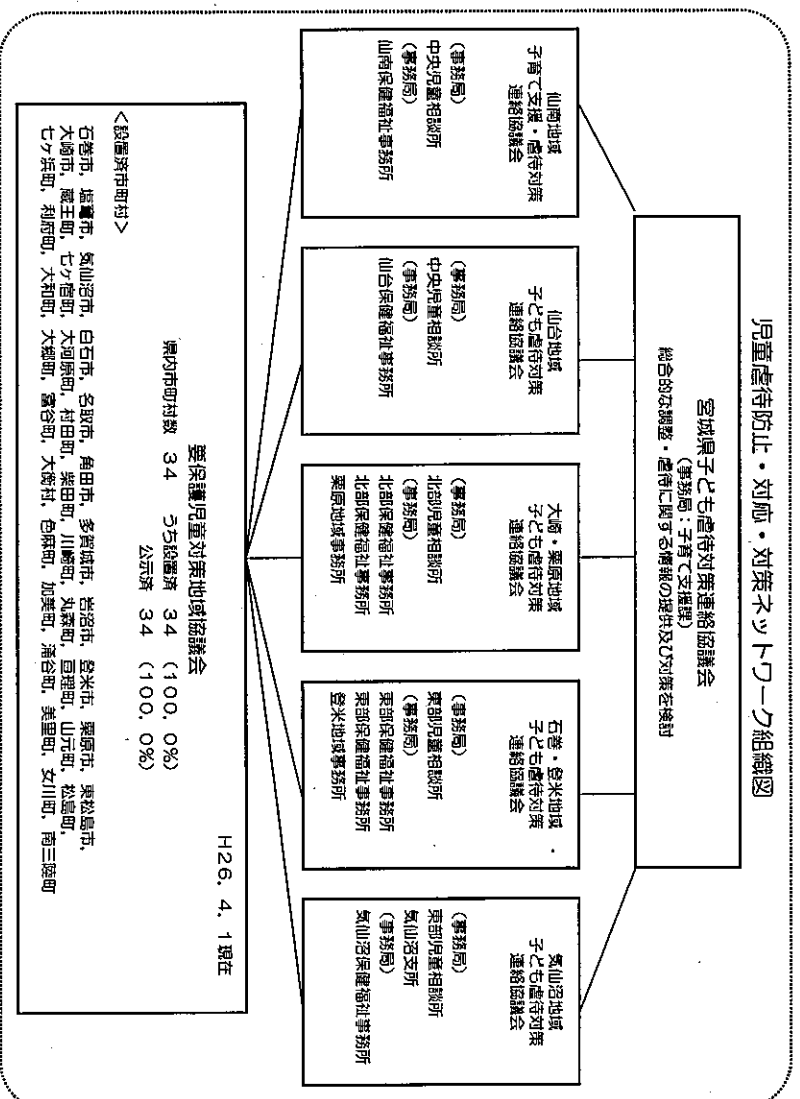 児童虐待防止・対応・対策ネットワーク組織図
宮城県子ども虐待対策連絡協議会
(事務局:子育て支援課)
総合的な調整・虐待に関する情報の提供及び対策を検討
仙南地域
子育て支援・虐待対策
連絡協議会
(事務局)
中央児童相談所
(事務局)
仙南保健福祉事務所
仙台地域
子ども虐待対策
連絡協議会
(事務局)
中央児童相談所
(事務局)
仙台保健福祉事務所
大崎・栗原地域
子ども虐待対策
連絡協議会
(事務局)
北部児童相談所
(事務局)
北部保健福祉事務所
北部保健福祉事務所
栗原地域事務所
石巻・登米地域
子ども虐待対策
連絡協議会
(事務局)
東部児童相談所
(事務局)
東部保健福祉事務所
東部保健福祉事務所
登米地域事務所
気仙沼地域
子ども虐待対策
連絡協議会
(事務局)
東部児童相談所
気仙沼支所
(事務局)
気仙沼保健福祉事務所
H26.4.1現在
要保護児童対策地域協議会
県内市町村数 34 うち設置済 34 (100.0%)
公示済 34 (100.0%)
<設置済市町村>
石巻市,塩竈市,気仙沼市,白石市,名取市,角田市,多賀城市,岩沼市,登米市,栗原市,東松島市,
大崎市,蔵王町,七ヶ宿町,大河原町,村田町,柴田町,川崎町,丸森町,亘理町,山元町,松島町,
七ヶ浜町,利府町,大和町,大郷町,富谷町,大衡村,色麻町,加美町,涌谷町,美里町,女川町,南三陸町